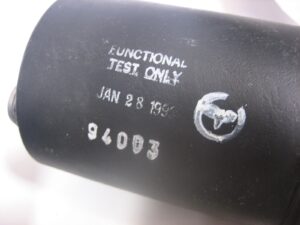 FUNCTIONAL
TEST ONLY
JAN 28
94003